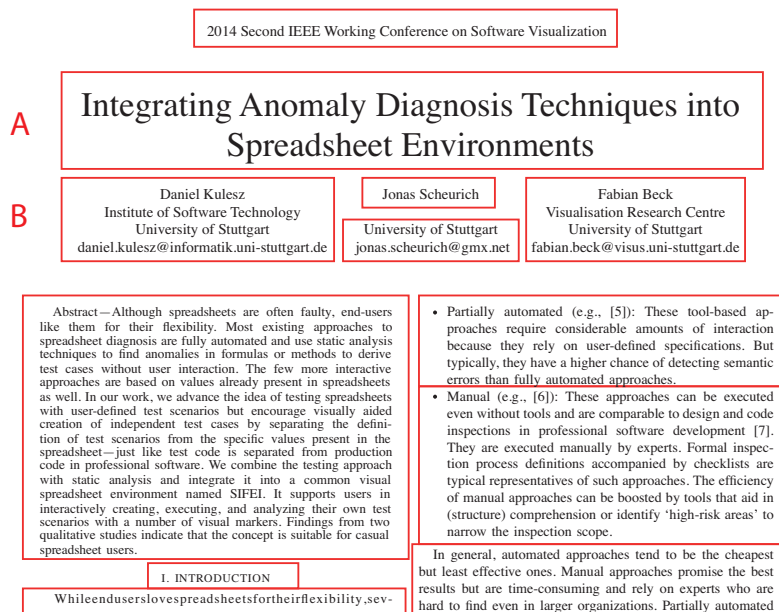 2014 Second IEEE Working Conference on Software Visualization
A
Integrating Anomaly Diagnosis Techniques into
Spreadsheet Environments
B
Daniel Kulesz
Institute of Software Technology
University of Stuttgart
daniel.kulesz@informatik.uni-stuttgart.de
Jonas Scheurich
University of Stuttgart
jonas.scheurich@gmx.net
Fabian Beck
Visualisation Research Centre
University of Stuttgart
fabian.beck@visus.uni-stuttgart.de
Abstract—Although spreadsheets are often faulty, end-users
like them for their flexibility. Most existing approaches to
spreadsheet diagnosis are fully automated and use static analysis
techniques to find anomalies in formulas or methods to derive
test cases without user interaction. The few more interactive
approaches are based on values already present in spreadsheets
as well. In our work, we advance the idea of testing spreadsheets
with user-defined test scenarios but encourage visually aided
creation of independent test cases by separating the defini-
tion of test scenarios from the specific values present in the
spreadsheet—just like test code is separated from production
code in professional software. We combine the testing approach
with static analysis and integrate it into a common visual
spreadsheet environment named SIFEI. It supports users in
interactively creating, executing, and analyzing their own test
scenarios with a number of visual markers. Findings from two
qualitative studies indicate that the concept is suitable for casual
spreadsheet users.
I. INTRODUCTION
Whileenduserslovespreadsheetsfortheirflexibility,sev-
• Partially automated (e.g., [5]): These tool-based ap-
proaches require considerable amounts of interaction
because they rely on user-defined specifications. But
typically, they have a higher chance of detecting semantic
errors than fully automated approaches.
• Manual (e.g., [6]): These approaches can be executed
even without tools and are comparable to design and code
inspections in professional software development [7].
They are executed manually by experts. Formal inspec-
tion process definitions accompanied by checklists are
typical representatives of such approaches. The efficiency
of manual approaches can be boosted by tools that aid in
(structure) comprehension or identify ‘high-risk areas’ to
narrow the inspection scope.
In general, automated approaches tend to be the cheapest
but least effective ones. Manual approaches promise the best
results but are time-consuming and rely on experts who are
hard to find even in larger organizations. Partially automated